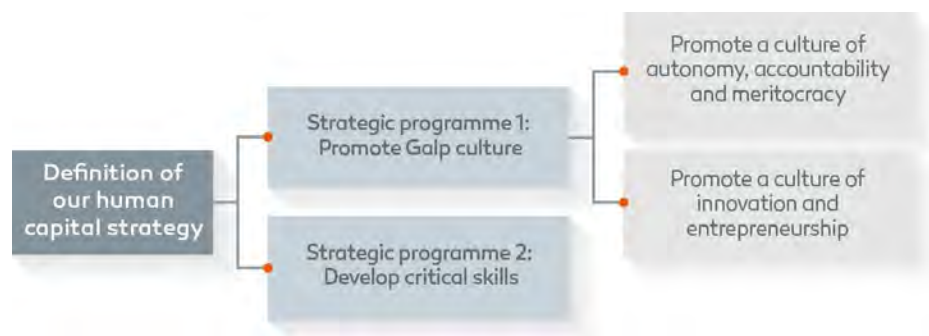 Definition of
our human
capital strategy
Strategic programme 1:
Promote Galp culture
Strategic programme 2:
Develop critical skills
Promote a culture of
autonomy, accountability
and meritocracy
Promote a culture of
innovation and
entrepreneurship